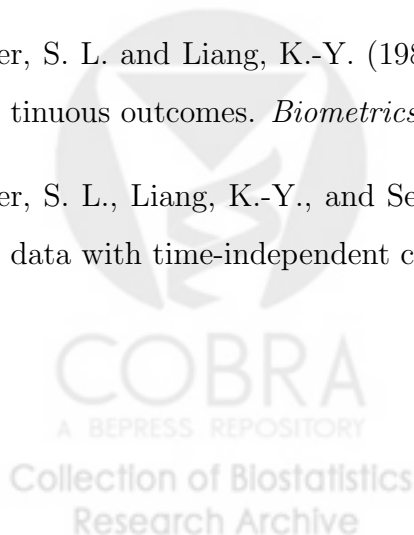 er, S. L. and Liang, K.-Y. (198
tinuous outcomes. Biometrics
er, S. L., Liang, K.-Y., and Se
data with time-independent c
COBRA
A BEPRESS REPOSITORY
Collection of Biostatistics
Research Archive